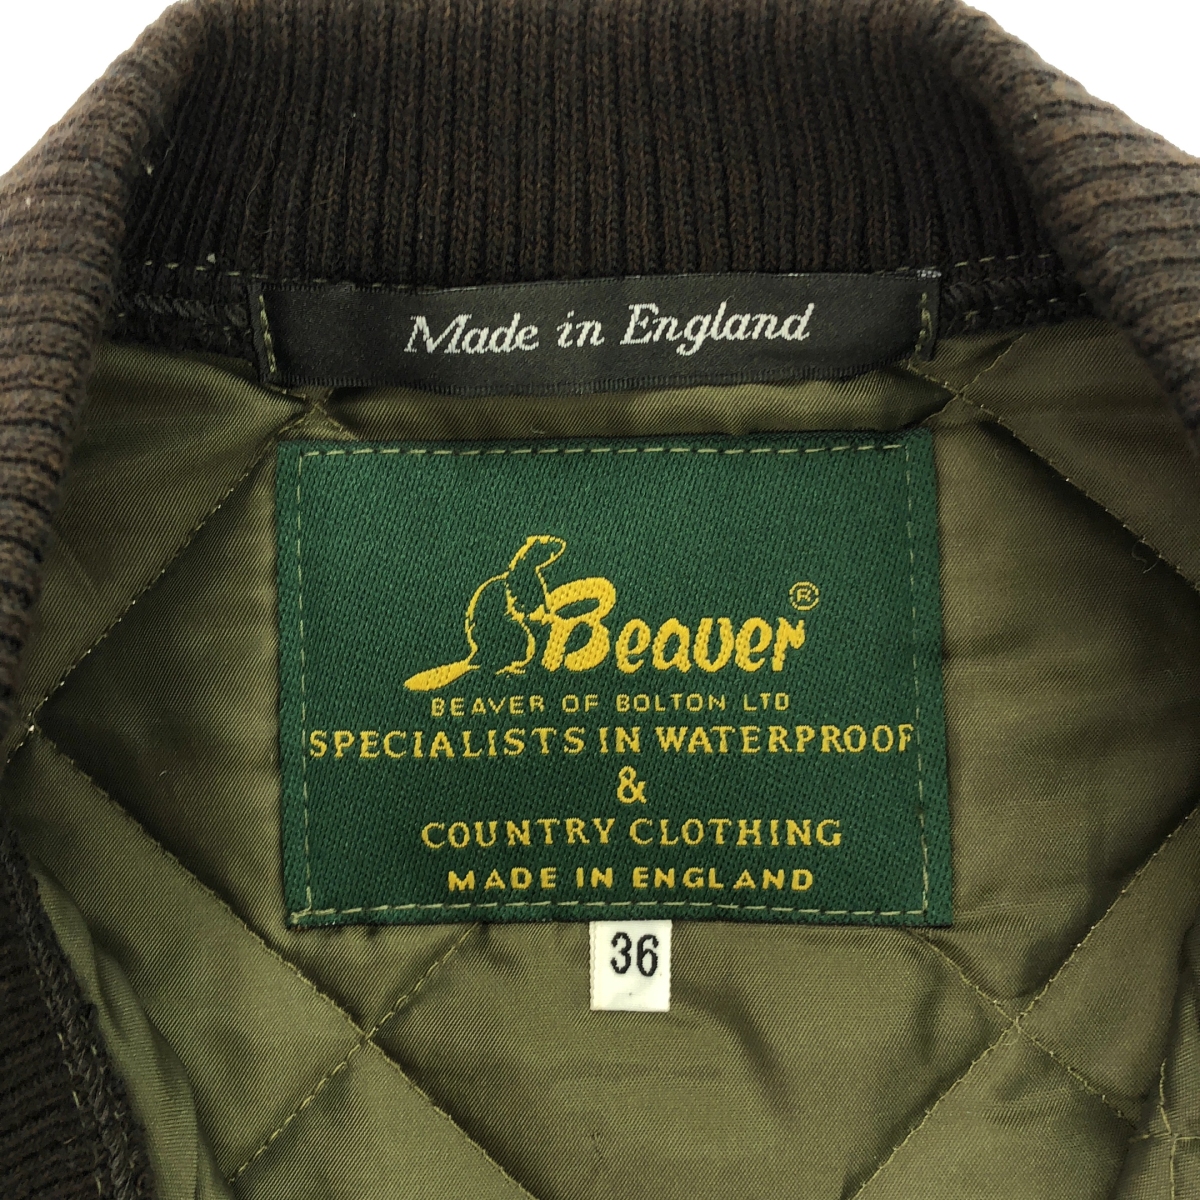 Made in England
Beaver®
BEAVER OF BOLTON LTD
SPECIALISTS IN WATERPROOF
&
COUNTRY CLOTHING
MADE IN ENGLAND
36